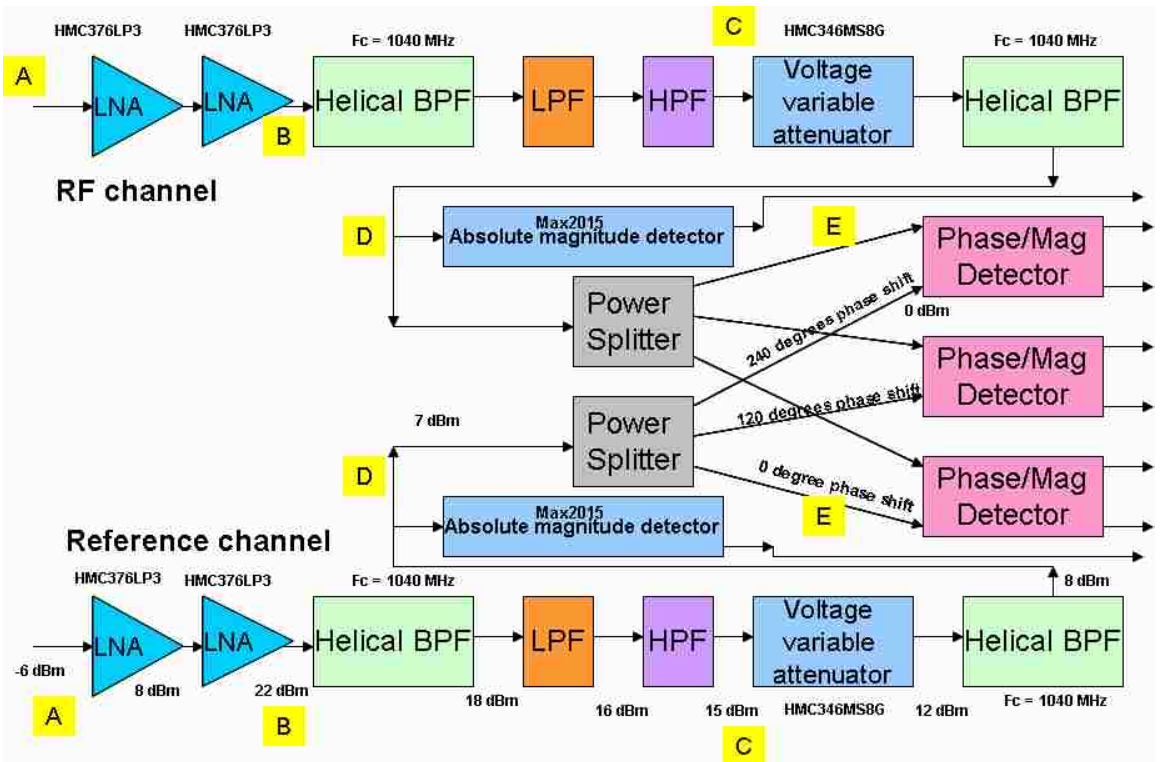 HMC376LP3
HMC376LP3
Fc = 1040 MHz
C
HMC346MS8G
Fc = 1040 MHz
A
LNA
LNA
B
Helical BPF
LPF
HPF
Voltage
variable
attenuator
Helical BPF
RF channel
D
Max2015
Absolute magnitude detector
E
Phase/Mag
Detector
0 dBm
Power
Splitter
240 degrees phase shift
Phase/Mag
Detector
120 degrees phase shift
7 dBm
Power
Splitter
D
0 degree phase shift
E
Phase/Mag
Detector
Max2015
Absolute magnitude detector
Reference channel
HMC376LP3
HMC376LP3
Fc = 1040 MHz
8 dBm
-6 dBm
LNA
8 dBm
LNA
22 dBm
Helical BPF
18 dBm
LPF
16 dBm
HPF
15 dBm
Voltage
variable
attenuator
HMC346MS8G
12 dBm
Helical BPF
Fc = 1040 MHz
A
B
C